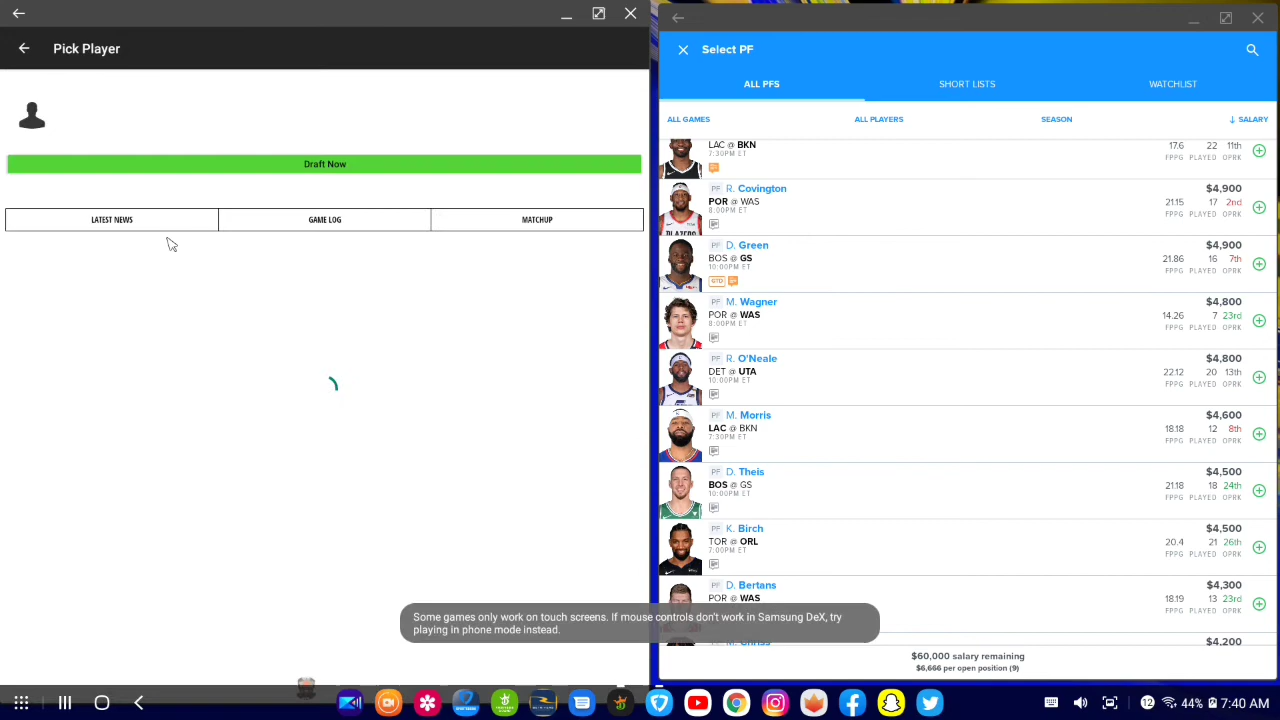 Pick Player
Draft Now
LATEST NEWS GAME LOG MATCHUP
Select PF
ALL PFS SHORT LISTS WATCHLIST
ALL GAMES ALL PLAYERS SEASON ↓ SALARY
LAC @ BKN 17.6 22 11th
7:30PM ET FPPG PLAYED OPRK
PF R. Covington $4,900
POR @ WAS 21.15 17 2nd
8:00PM ET FPPG PLAYED OPRK
PF D. Green $4,900
BOS @ GS 21.86 16 7th
10:00PM ET FPPG PLAYED OPRK
GTD
PF M. Wagner $4,800
POR @ WAS 14.26 7 23rd
8:00PM ET FPPG PLAYED OPRK
PF R. O'Neale $4,800
DET @ UTA 22.12 20 13th
10:00PM ET FPPG PLAYED OPRK
PF M. Morris $4,600
LAC @ BKN 18.18 12 8th
7:30PM ET FPPG PLAYED OPRK
PF D. Theis $4,500
BOS @ GS 21.18 18 24th
10:00PM ET FPPG PLAYED OPRK
PF K. Birch $4,500
TOR @ ORL 20.4 21 26th
7:00PM ET FPPG PLAYED OPRK
PF D. Bertans $4,300
POR @ WAS 18.19 13 23rd
FPPG PLAYED OPRK
Some games only work on touch screens. If mouse controls don't work in Samsung DeX, try
playing in phone mode instead.
$4,200
$60,000 salary remaining
$6,666 per open position (9)
12
7:46 AM